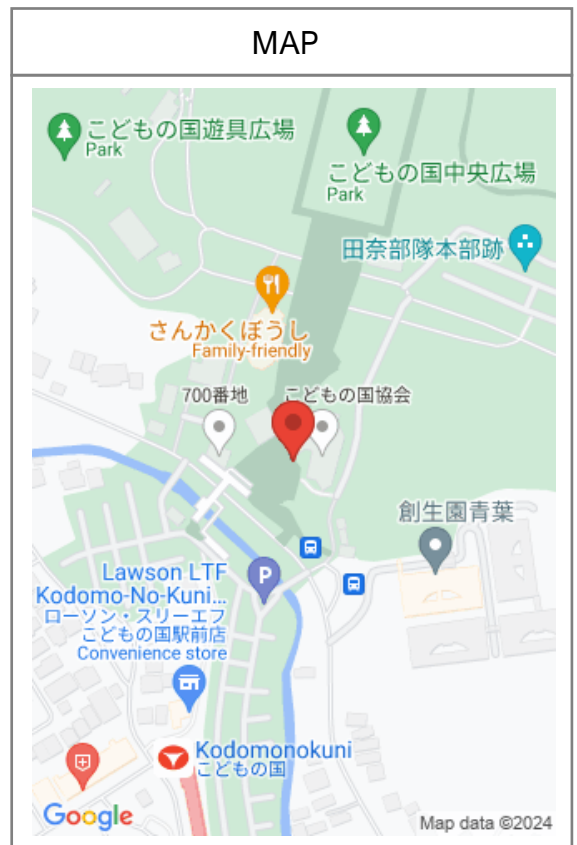 MAP
こどもの国遊具広場
Park
こどもの国中央広場
Park
田奈部隊本部跡
さんかくぼうし
Family-friendly
700番地
こどもの国協会
創生園青葉
P
Lawson LTF
Kodomo-No-Kuni...
ローソン・スリーエフ
こどもの国駅前店
Convenience store
Kodomonokuni
こどもの国
Google
Map data ©2024